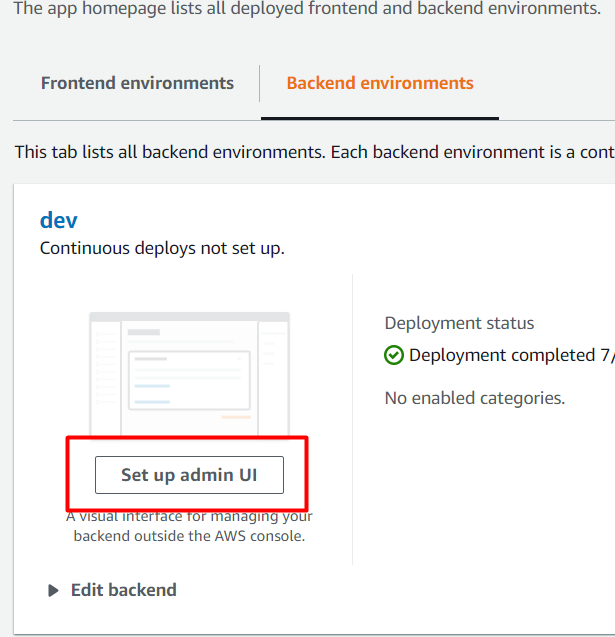 The app homepage lists all deployed frontend and backend environments.
Frontend environments
Backend environments
This tab lists all backend environments. Each backend environment is a cont
dev
Continuous deploys not set up.
Deployment status
Deployment completed 7/
No enabled categories.
Set up admin UI
A visual interface for managing your
backend outside the AWS console.
Edit backend